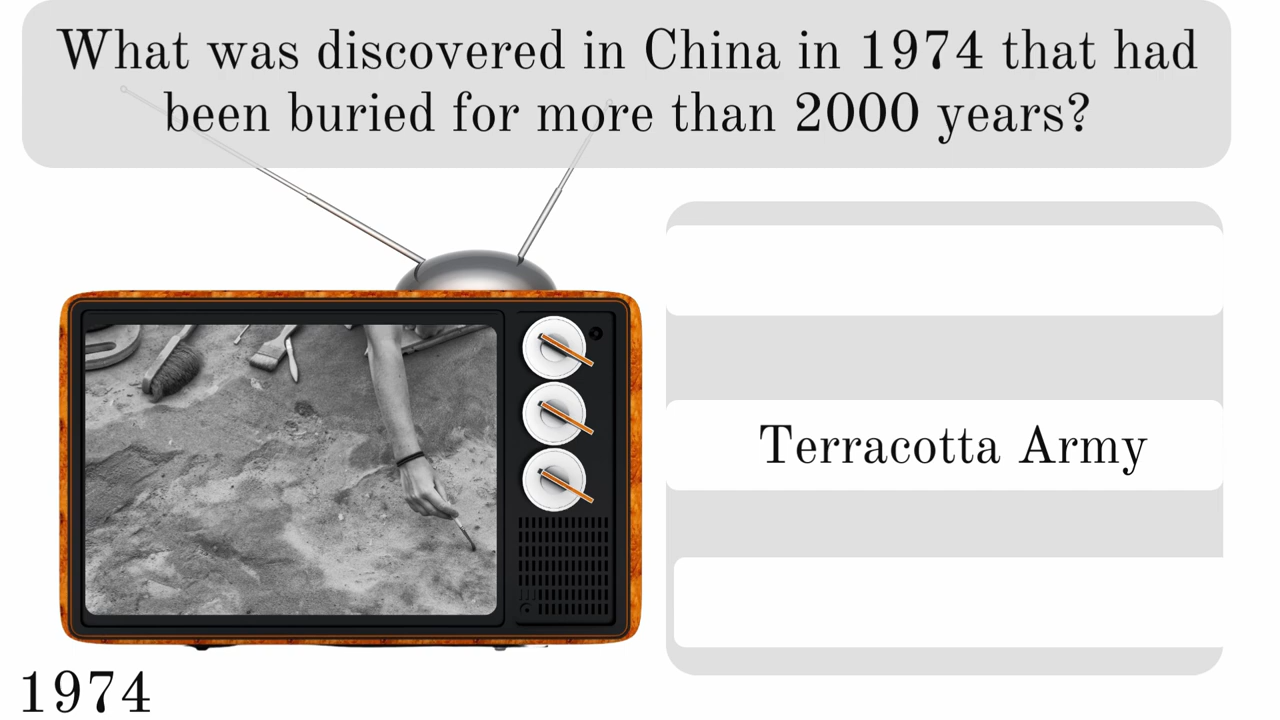 What was discovered in China in 1974 that had
been buried for more than 2000 years?
Terracotta Army
1974